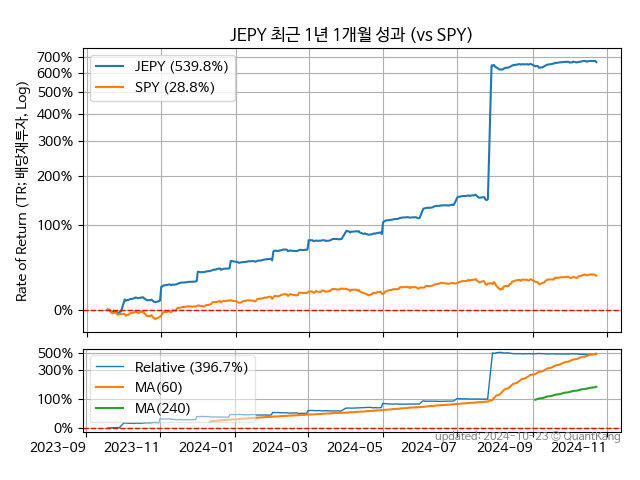 JEPY 최근 1년 1개월 성과 (vs SPY)
Rate of Return (TR; 배당재투자, Log)
700%
600%
500%
400%
300%
200%
100%
0%
JEPY (539.8%)
SPY (28.8%)
500%
300%
100%
0%
Relative (396.7%)
MA(60)
MA(240)
2023-09 2023-11 2024-01 2024-03 2024-05 2024-07 2024-09 2024-11
updated: 2024-10-23 © QuantKang